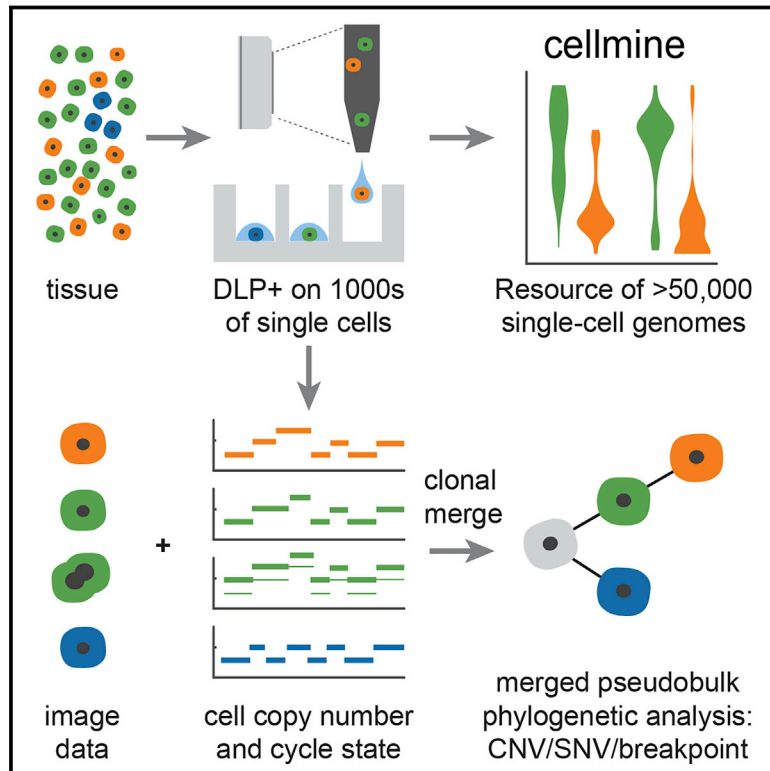 cellmine
tissue
DLP+ on 1000s
of single cells
Resource of >50,000
single-cell genomes
clonal
merge
+
image
data
cell copy number
and cycle state
merged pseudobulk
phylogenetic analysis:
CNV/SNV/breakpoint